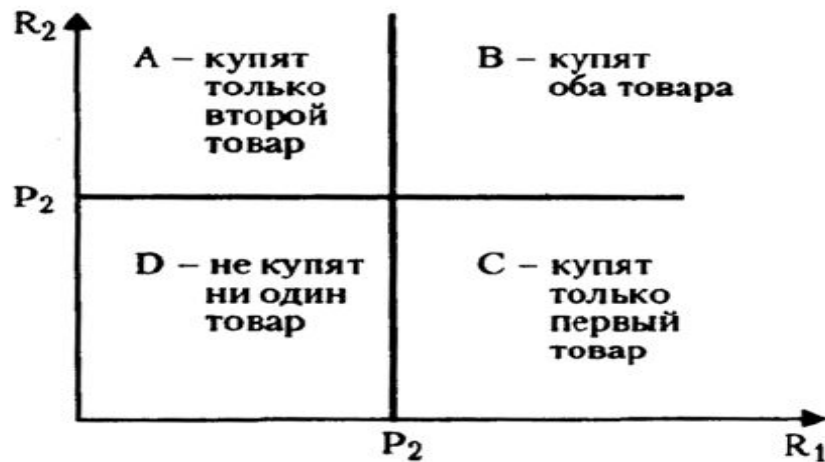 R₂
A – купят
только
второй
товар
B – купят
оба товара
P₂
D – не купят
ни один
товар
C – купят
только
первый
товар
P₂
R₁